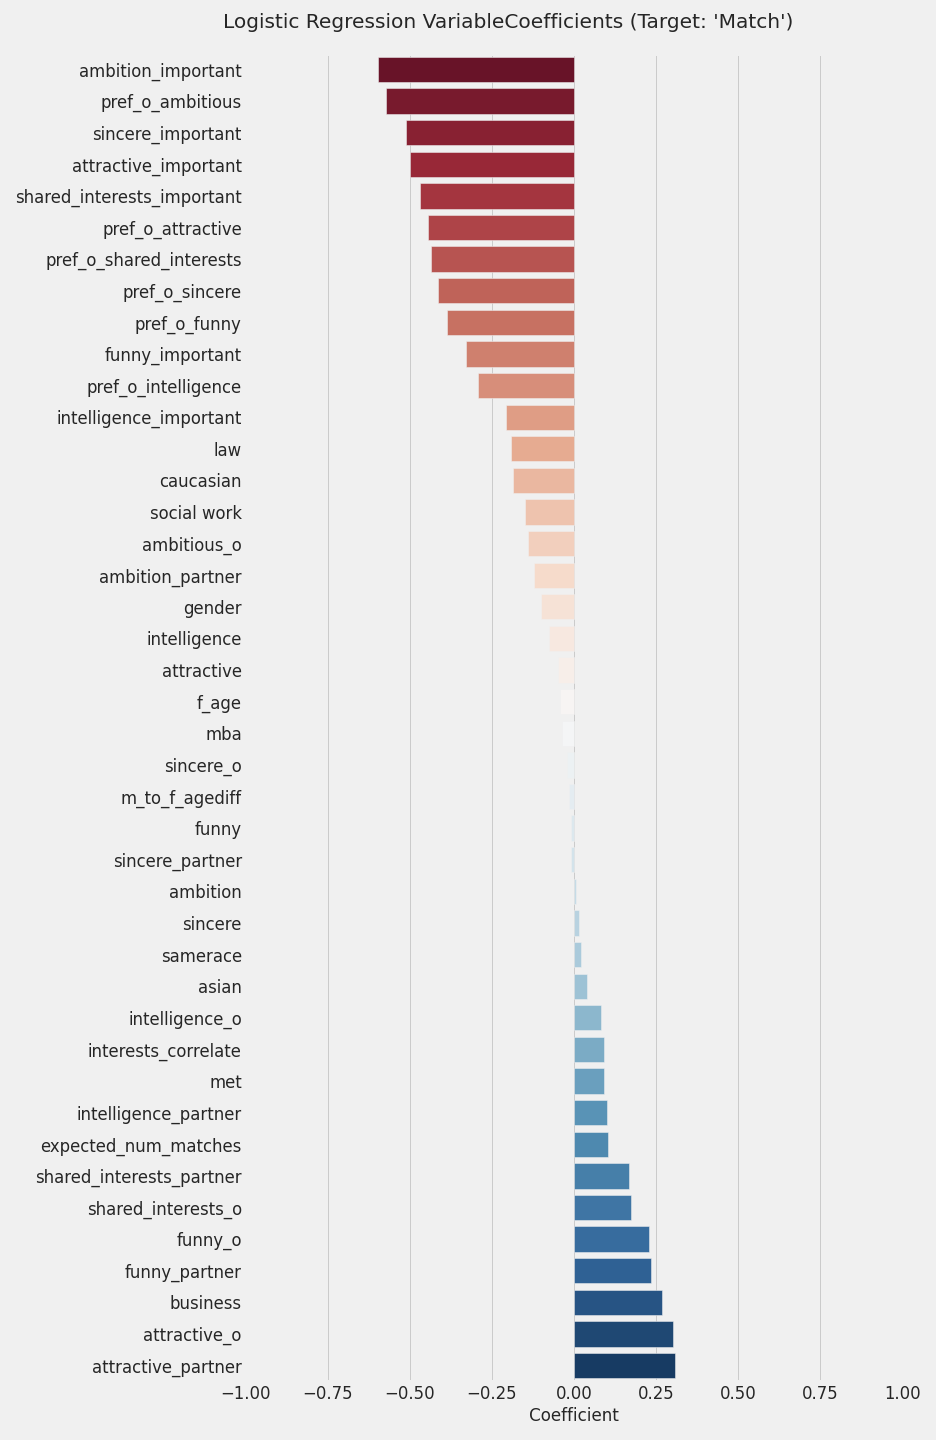 Logistic Regression VariableCoefficients (Target: 'Match')
ambition_important
pref_o_ambitious
sincere_important
attractive_important
shared_interests_important
pref_o_attractive
pref_o_shared_interests
pref_o_sincere
pref_o_funny
funny_important
pref_o_intelligence
intelligence_important
law
caucasian
social work
ambitious_o
ambition_partner
gender
intelligence
attractive
f_age
mba
sincere_o
m_to_f_agediff
funny
sincere_partner
ambition
sincere
samerace
asian
intelligence_o
interests_correlate
met
intelligence_partner
expected_num_matches
shared_interests_partner
shared_interests_o
funny_o
funny_partner
business
attractive_o
attractive_partner
−1.00 −0.75 −0.50 −0.25 0.00 0.25 0.50 0.75 1.00
Coefficient